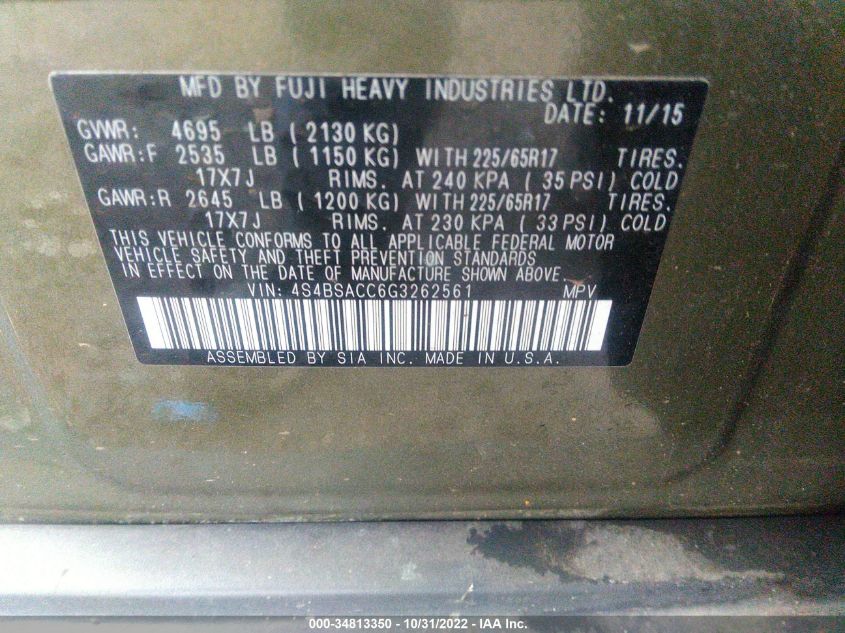 MFD BY FUJI HEAVY INDUSTRIES LTD.
DATE: 11/15
GVWR: 4695 LB ( 2130 KG)
GAWR:F 2535 LB ( 1150 KG) WITH 225/65R17 TIRES.
17X7J RIMS. AT 240 KPA ( 35 PSI) COLD
GAWR:R 2645 LB ( 1200 KG) WITH 225/65R17 TIRES.
17X7J RIMS. AT 230 KPA ( 33 PSI) COLD
THIS VEHICLE CONFORMS TO ALL APPLICABLE FEDERAL MOTOR
VEHICLE SAFETY AND THEFT PREVENTION STANDARDS
IN EFFECT ON THE DATE OF MANUFACTURE SHOWN ABOVE.
VIN: 4S4BSACC6G3262561 MPV
ASSEMBLED BY SIA INC. MADE IN U.S.A.
000-34813350 - 10/31/2022 - IAA Inc.